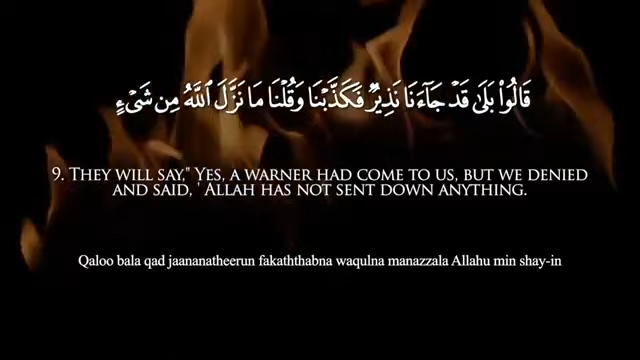 قَالُوا۟ بَلَىٰ قَدْ جَآءَنَا نَذِيرٌ فَكَذَّبْنَا وَقُلْنَا مَا نَزَّلَ ٱللَّهُ مِن شَىْءٍ
9. THEY WILL SAY," YES, A WARNER HAD COME TO US, BUT WE DENIED
AND SAID, ' ALLAH HAS NOT SENT DOWN ANYTHING.
Qaloo bala qad jaananatheerun fakaththabna waqulna manazzala Allahu min shay-in